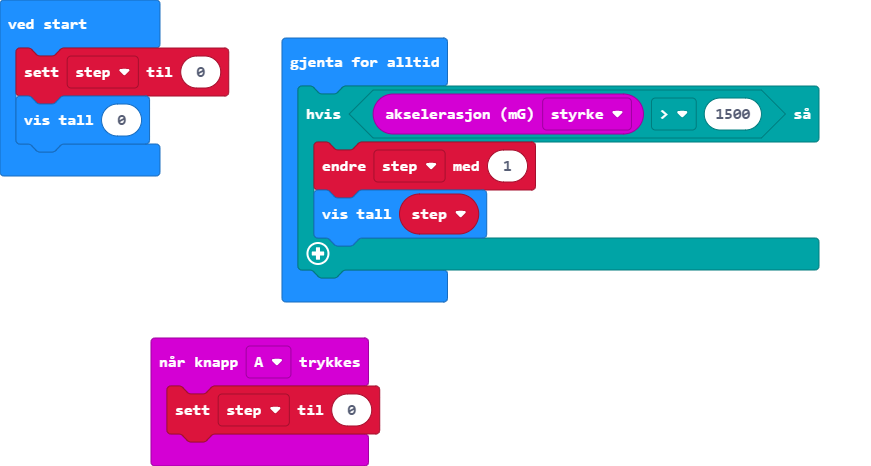 ved start
sett step til 0
vis tall 0
gjenta for alltid
hvis akselerasjon (mG) styrke > 1500 så
endre step med 1
vis tall step
når knapp A trykkes
sett step til 0